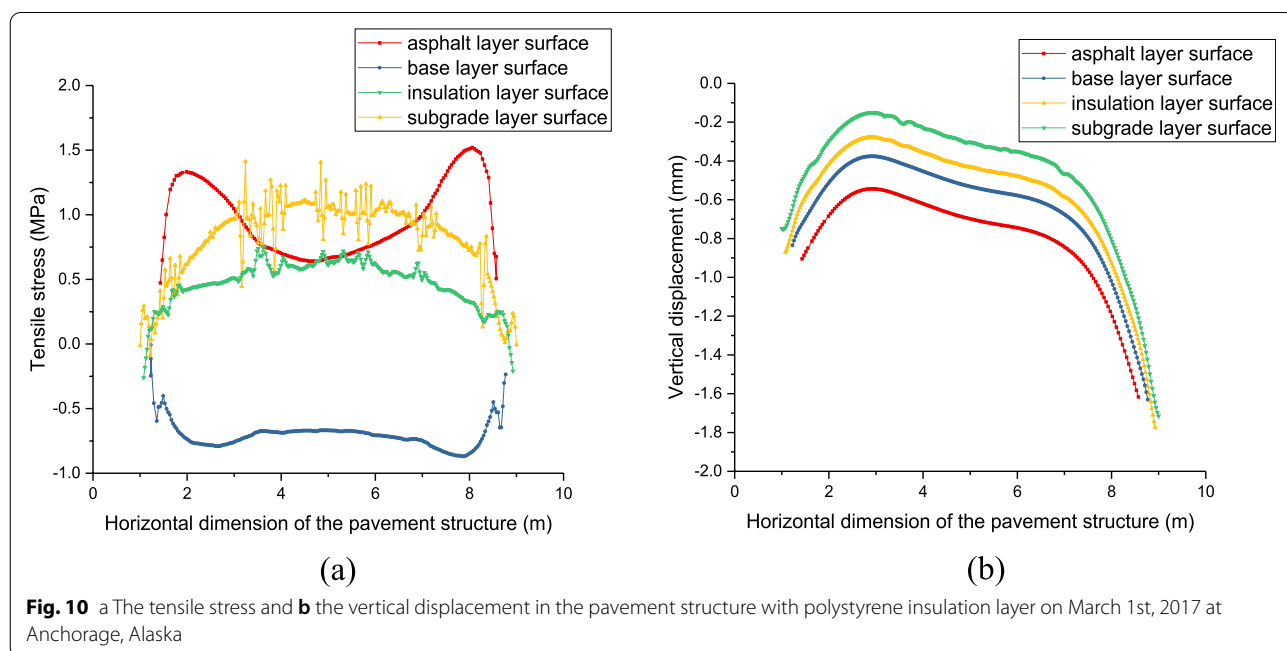 asphalt layer surface
base layer surface
insulation layer surface
subgrade layer surface
2.0
1.5
1.0
0.5
0.0
-0.5
-1.0
Tensile stress (MPa)
0 2 4 6 8 10
Horizontal dimension of the pavement structure (m)
(a)
asphalt layer surface
base layer surface
insulation layer surface
subgrade layer surface
0.0
-0.2
-0.4
-0.6
-0.8
-1.0
-1.2
-1.4
-1.6
-1.8
-2.0
Vertical displacement (mm)
0 2 4 6 8 10
Horizontal dimension of the pavement structure (m)
(b)
Fig. 10 a The tensile stress and b the vertical displacement in the pavement structure with polystyrene insulation layer on March 1st, 2017 at
Anchorage, Alaska